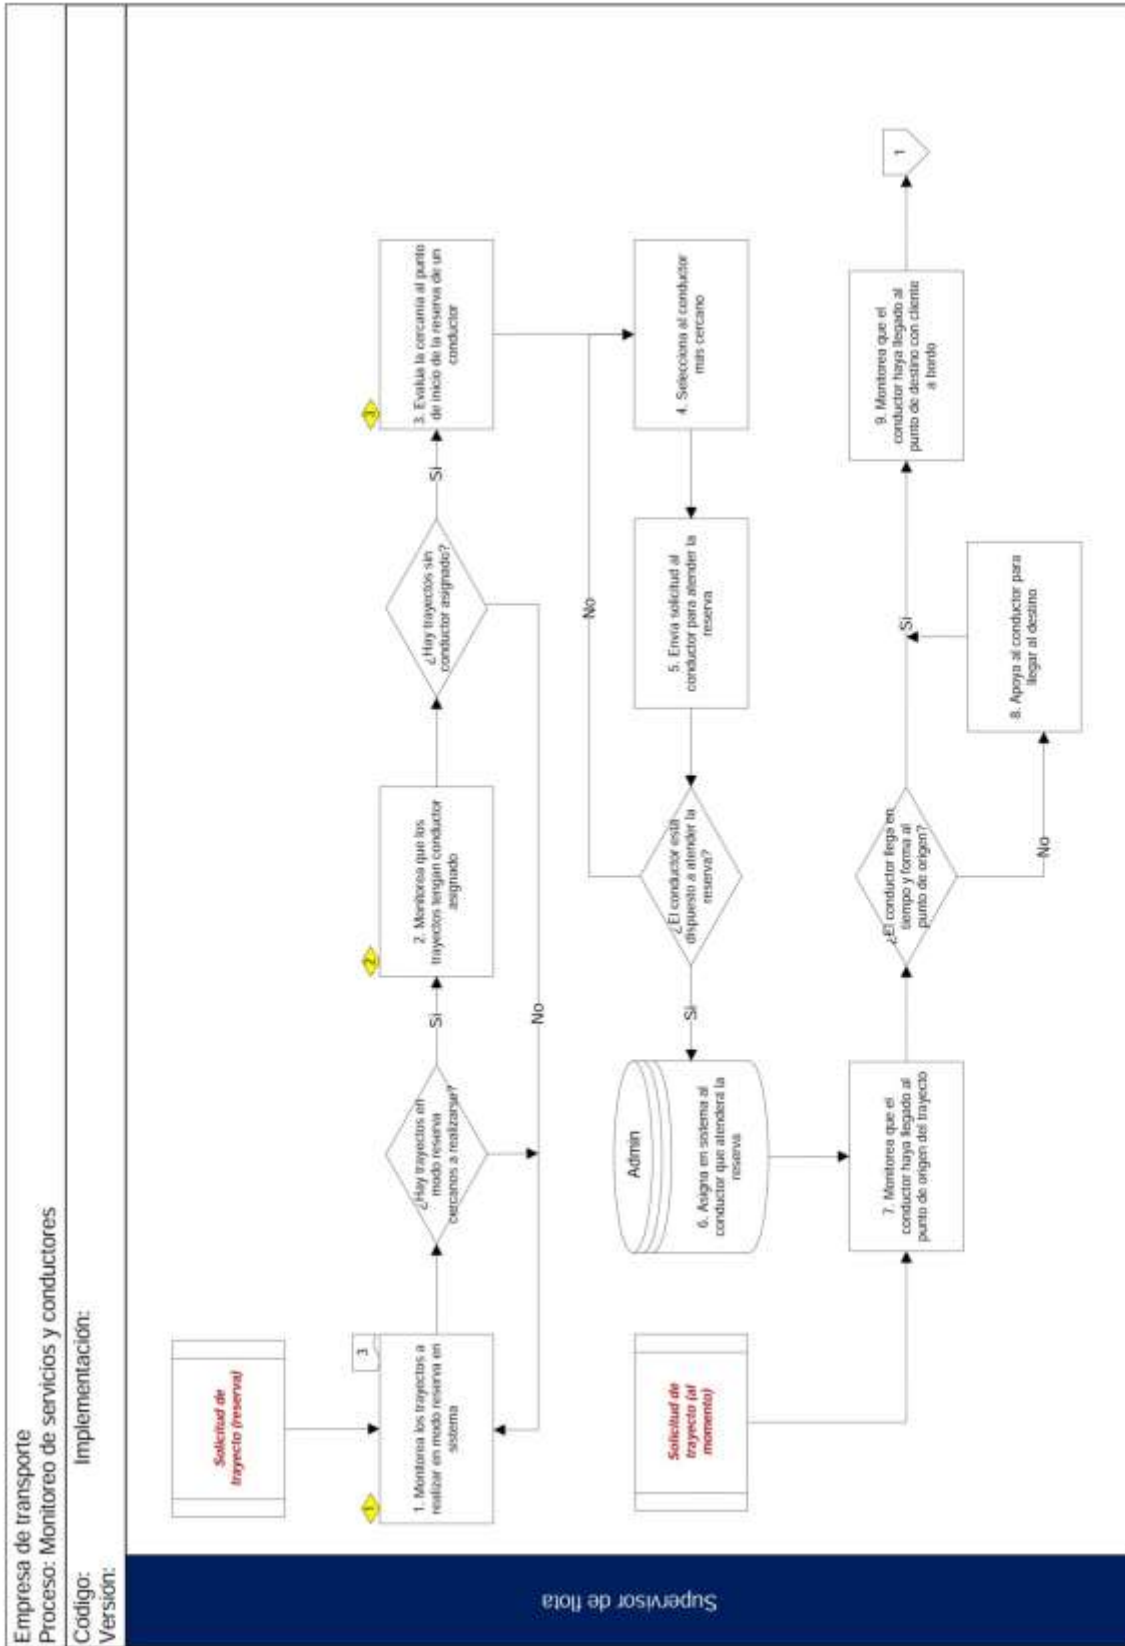 Empresa de transporte
Proceso: Monitoreo de servicios y conductores
Código:
Implementación:
Versión:
Supervisor de flota
Solicitud de
trayecto (reserva)
1
3
1. Monitorea los trayectos a
realizar en modo reserva en
sistema
¿Hay trayectos en
modo reserva
cercanos a realizarse?
Si
No
2
2. Monitorea que los
trayectos tengan conductor
asignado
¿Hay trayectos sin
conductor asignado?
Si
3
3. Evalúa la cercanía al punto
de inicio de la reserva de un
conductor
4. Selecciona al conductor
más cercano
5. Envía solicitud al
conductor para atender la
reserva
¿El conductor está
dispuesto a atender la
reserva?
No
Si
Admin
6. Asigna en sistema al
conductor que atenderá la
reserva
Solicitud de
trayecto (al
momento)
7. Monitorea que el
conductor haya llegado al
punto de origen del trayecto
¿El conductor llega en
tiempo y forma al
punto de origen?
Si
No
8. Apoya al conductor para
llegar al destino
9. Monitorea que el
conductor haya llegado al
punto de destino con cliente
a bordo
1